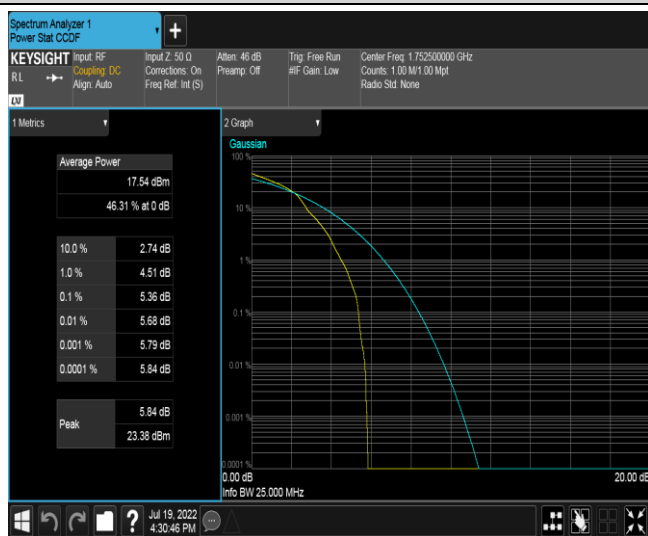 Spectrum Analyzer 1
Power Stat CCDF
+
KEYSIGHT
RL
LXI
Input: RF
Coupling: DC
Align: Auto
Input Z: 50 Ω
Corrections: On
Freq Ref: Int (S)
Atten: 46 dB
Preamp: Off
Trig: Free Run
#IF Gain: Low
Center Freq: 1.752500000 GHz
Counts: 1.00 M/1.00 Mpt
Radio Std: None
1 Metrics
Average Power
17.54 dBm
46.31 % at 0 dB
10.0 % 2.74 dB
1.0 % 4.51 dB
0.1 % 5.36 dB
0.01 % 5.68 dB
0.001 % 5.79 dB
0.0001 % 5.84 dB
Peak
5.84 dB
23.38 dBm
2 Graph
Gaussian
100 %
10 %
1 %
0.1 %
0.01 %
0.001 %
0.0001 %
0.00 dB
20.00 dB
Info BW 25.000 MHz
?
Jul 19, 2022
4:30:46 PM